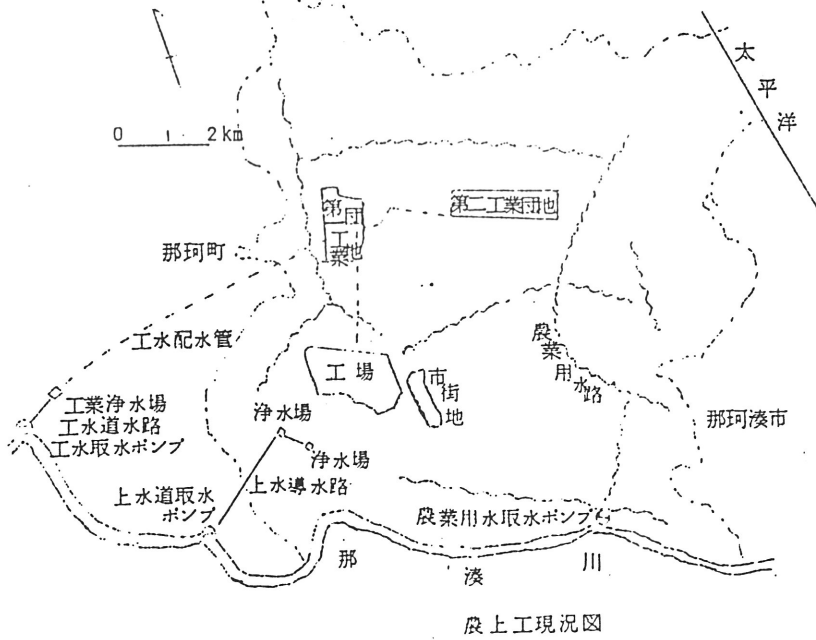 太平洋
0 1 2km
第一工業団地
第二工業団地
那珂町
工水配水管
農業用水路
工場
市街地
工業浄水場
工水道水路
工水取水ポンプ
浄水場
浄水場
那珂湊市
上水道取水
ポンプ
上水導水路
農業用水取水ポンプ
那湊川
農上工現況図